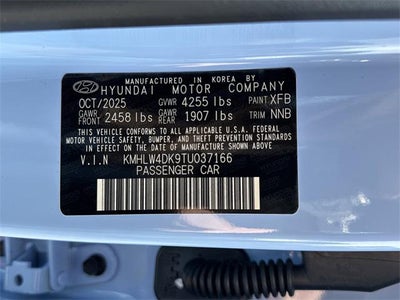 MANUFACTURED IN KOREA BY
HYUNDAI MOTOR COMPANY
OCT/2025 GVWR 4255 lbs PAINT XFB
GAWR FRONT 2458 lbs GAWR REAR 1907 lbs TRIM NNB
THIS VEHICLE CONFORMS TO ALL APPLICABLE U.S.A. FEDERAL
MOTOR VEHICLE SAFETY, BUMPER, AND THEFT PREVENTION
STANDARDS IN EFFECT ON THE DATE OF MANUFACTURE SHOWN ABOVE.
V.I.N KMHLW4DK9TU037166
PASSENGER CAR